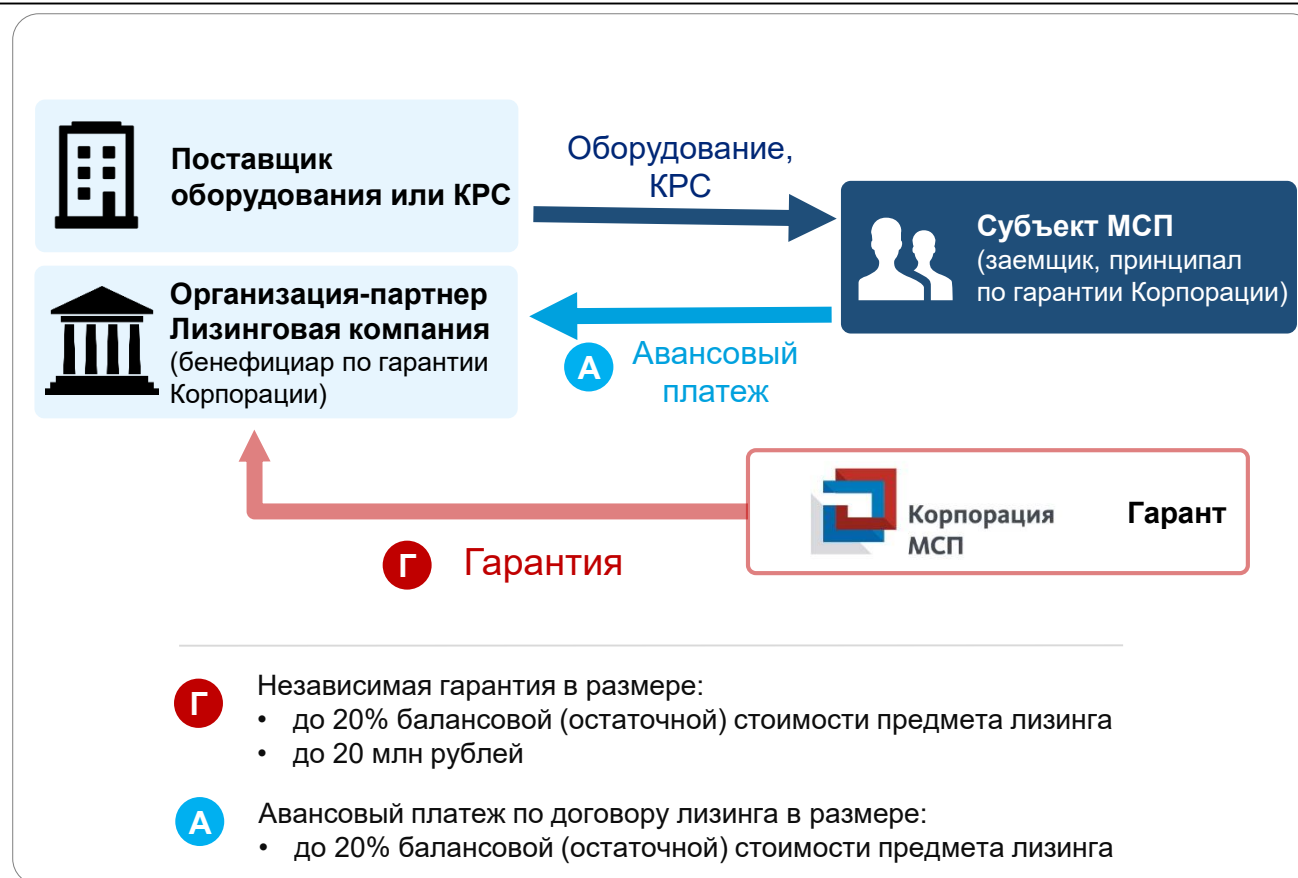 Поставщик
оборудования или КРС
Оборудование,
КРС
Субъект МСП
(заемщик, принципал
по гарантии Корпорации)
Организация-партнер
Лизинговая компания
(бенефициар по гарантии
Корпорации)
А
Авансовый
платеж
Корпорация
МСП
Гарант
Г
Гарантия
Г
Независимая гарантия в размере:
• до 20% балансовой (остаточной) стоимости предмета лизинга
• до 20 млн рублей
А
Авансовый платеж по договору лизинга в размере:
• до 20% балансовой (остаточной) стоимости предмета лизинга